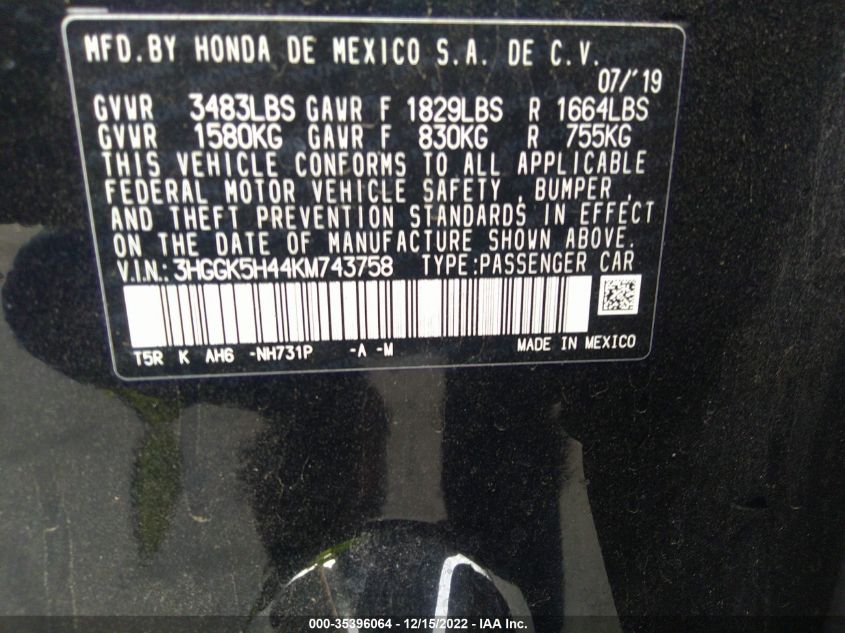 MFD.BY HONDA DE MEXICO S.A. DE C.V.
07/'19
GVWR 3483LBS GAWR F 1829LBS R 1664LBS
GVWR 1580KG GAWR F 830KG R 755KG
THIS VEHICLE CONFORMS TO ALL APPLICABLE
FEDERAL MOTOR VEHICLE SAFETY, BUMPER,
AND THEFT PREVENTION STANDARDS IN EFFECT
ON THE DATE OF MANUFACTURE SHOWN ABOVE.
V.I.N.: 3HGGK5H44KM743758 TYPE:PASSENGER CAR
T5R K AH6 -NH731P -A -M MADE IN MEXICO
000-35396064 - 12/15/2022 - IAA Inc.